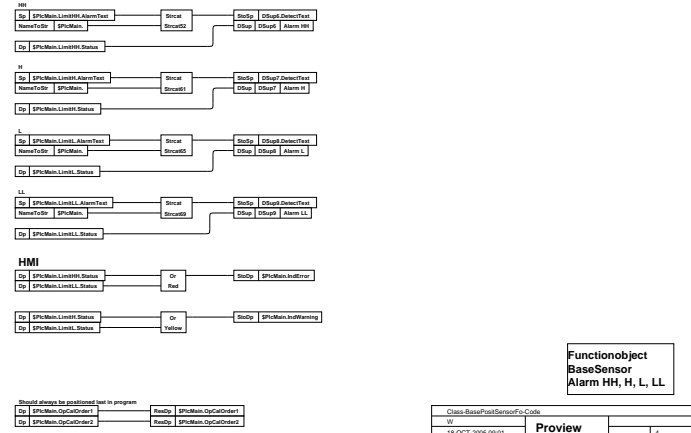 HH
Sp $PlcMain.LimitHH.AlarmText Strcat StoSp DSup6.DetectText
NameToStr $PlcMain. Strcat52 DSup DSup6 Alarm HH
Dp $PlcMain.LimitHH.Status
H
Sp $PlcMain.LimitH.AlarmText Strcat StoSp DSup7.DetectText
NameToStr $PlcMain. Strcat61 DSup DSup7 Alarm H
Dp $PlcMain.LimitH.Status
L
Sp $PlcMain.LimitL.AlarmText Strcat StoSp DSup8.DetectText
NameToStr $PlcMain. Strcat65 DSup DSup8 Alarm L
Dp $PlcMain.LimitL.Status
LL
Sp $PlcMain.LimitLL.AlarmText Strcat StoSp DSup9.DetectText
NameToStr $PlcMain. Strcat69 DSup DSup9 Alarm LL
Dp $PlcMain.LimitLL.Status
HMI
Dp $PlcMain.LimitHH.Status Or StoDp $PlcMain.IndError
Dp $PlcMain.LimitLL.Status Red
Dp $PlcMain.LimitH.Status Or StoDp $PlcMain.IndWarning
Dp $PlcMain.LimitL.Status Yellow
Functionobject
BaseSensor
Alarm HH, H, L, LL
Should always be positioned last in program
Dp $PlcMain.OpCalOrder1 ResDp $PlcMain.OpCalOrder1
Dp $PlcMain.OpCalOrder2 ResDp $PlcMain.OpCalOrder2
Class-BasePositSensorFo-Code
W
Proview